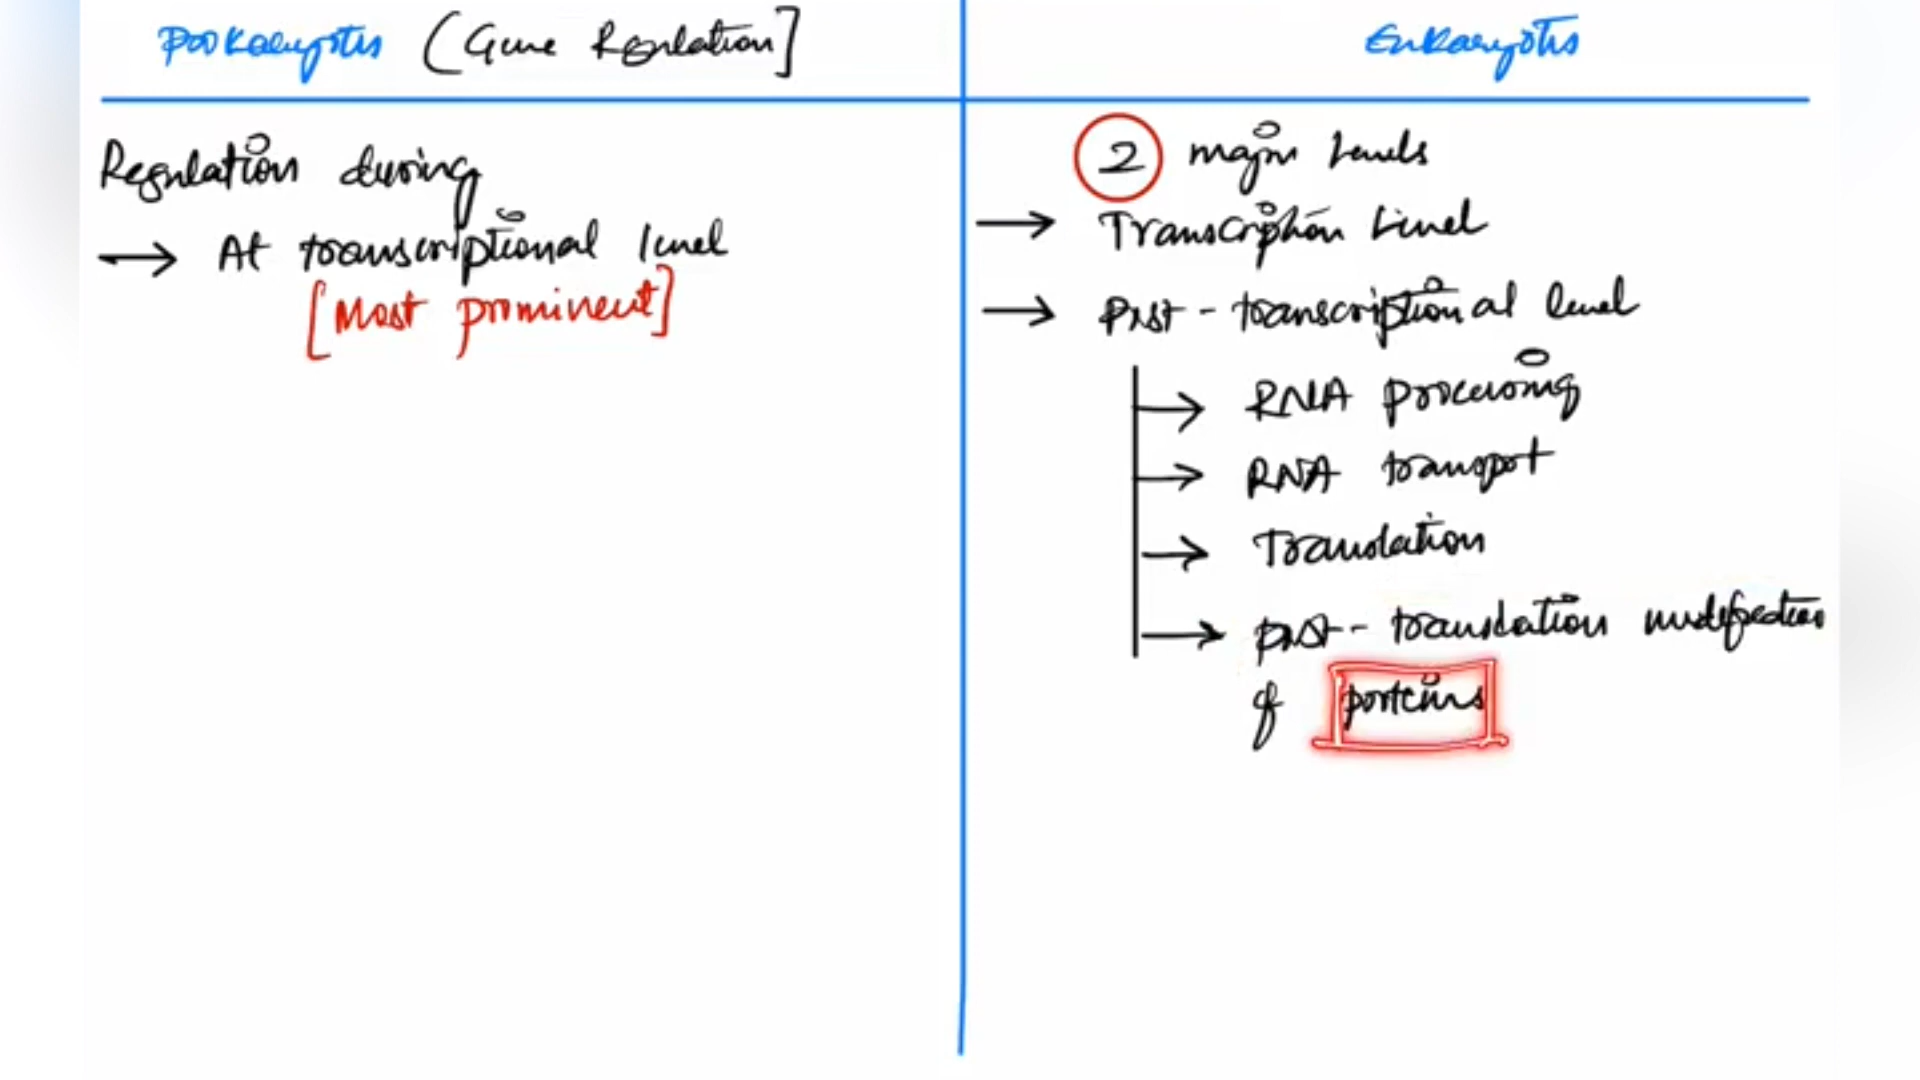 Prokaryotes (Gene Regulation]
Regulation during
→ At transcriptional level
[Most prominent]
Eukaryotes
2 major levels
→ Transcription Level
→ Post - transcriptional level
→ RNA processing
→ RNA transport
→ Translation
→ post - translation modification
of proteins